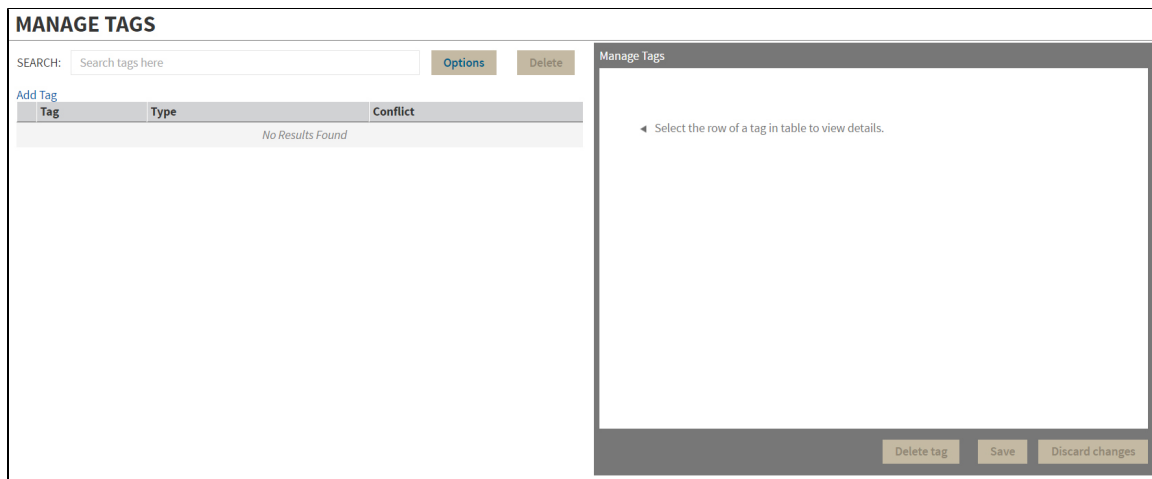 MANAGE TAGS
SEARCH: Search tags here Options Delete
Add Tag
Tag Type Conflict
No Results Found
Manage Tags
Select the row of a tag in table to view details.
Delete tag Save Discard changes